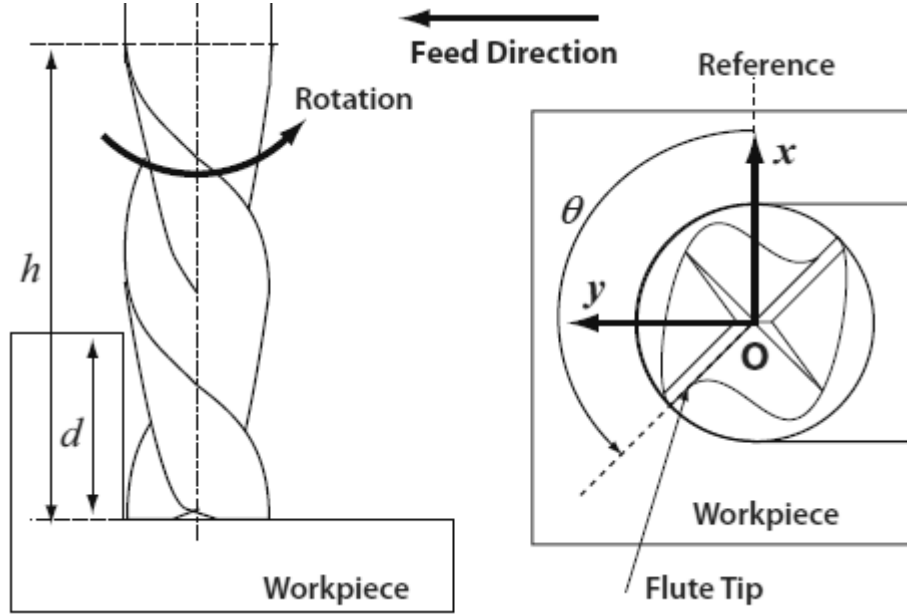 Feed Direction
Reference
Rotation
x
θ
h
y
O
d
Workpiece
Workpiece
Flute Tip